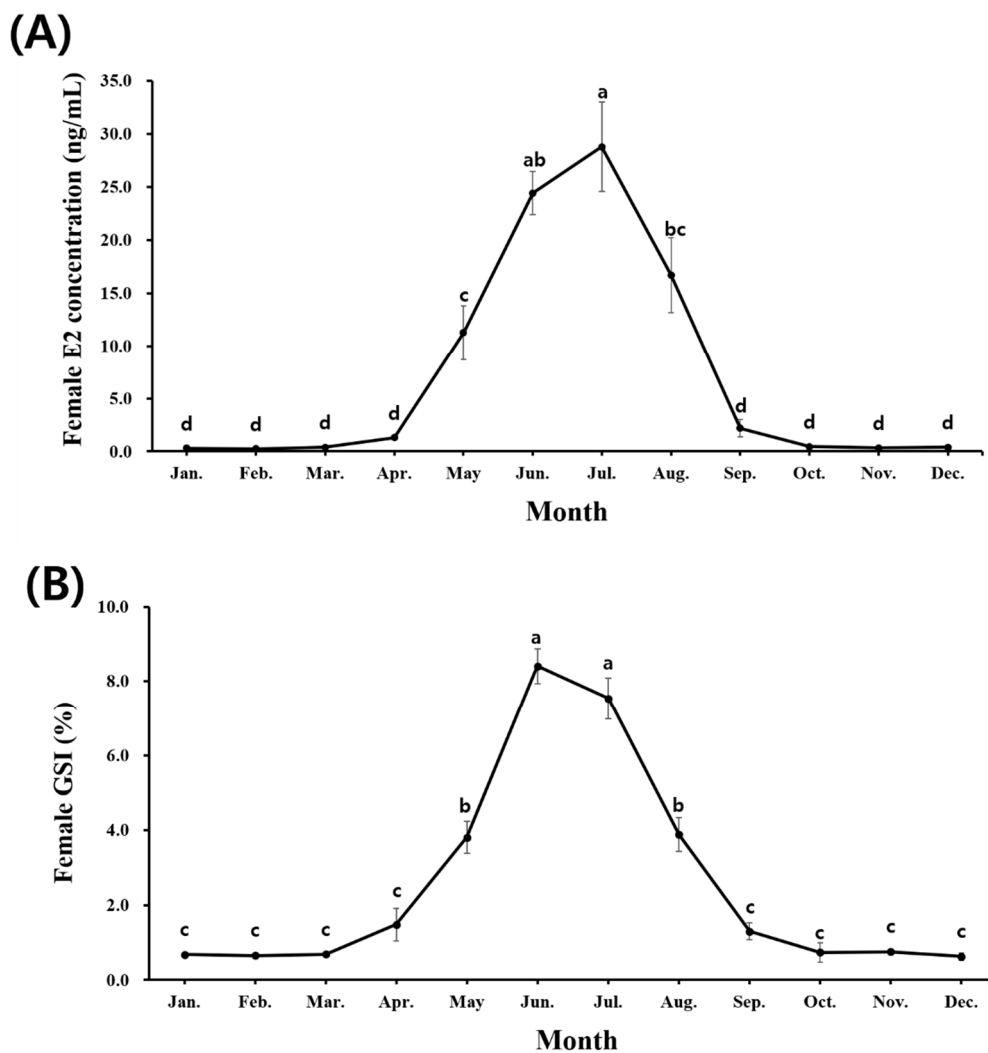 (A)
Female E2 concentration (ng/mL)
35.0
30.0
25.0
20.0
15.0
10.0
5.0
0.0
d d d d c ab a bc d d d d
Jan. Feb. Mar. Apr. May Jun. Jul. Aug. Sep. Oct. Nov. Dec.
Month
(B)
Female GSI (%)
10.0
8.0
6.0
4.0
2.0
0.0
c c c c b a a b c c c c
Jan. Feb. Mar. Apr. May Jun. Jul. Aug. Sep. Oct. Nov. Dec.
Month